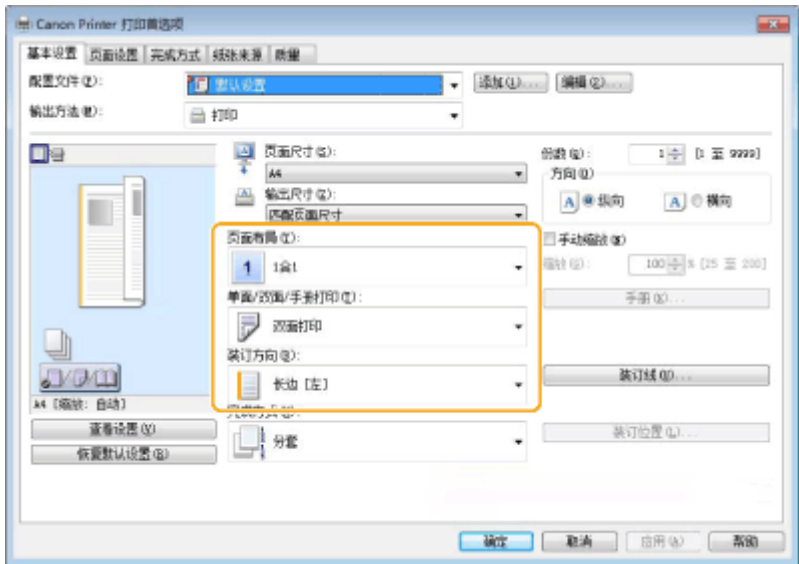 Canon Printer 打印首选项
基本设置 页面设置 完成方式 纸张来源 质量
配置文件(F): 默认设置 添加(1)... 编辑(2)...
输出方法(M): 打印
页面尺寸(S):
A4
输出尺寸(Z):
匹配页面尺寸
份数(Q): 1 [1 至 9999]
方向(O)
A 纵向 A 横向
页面布局(Y):
1 1合1
手动缩放(N)
缩放(G): 100 % [25 至 200]
单面/双面/手册打印(T):
双面打印
手册(K)...
装订方向(B):
长边 [左]
装订线(U)...
A4 [缩放: 自动]
查看设置(V)
恢复默认设置(R)
分套
装订位置(L)...
确定 取消 应用(A) 帮助